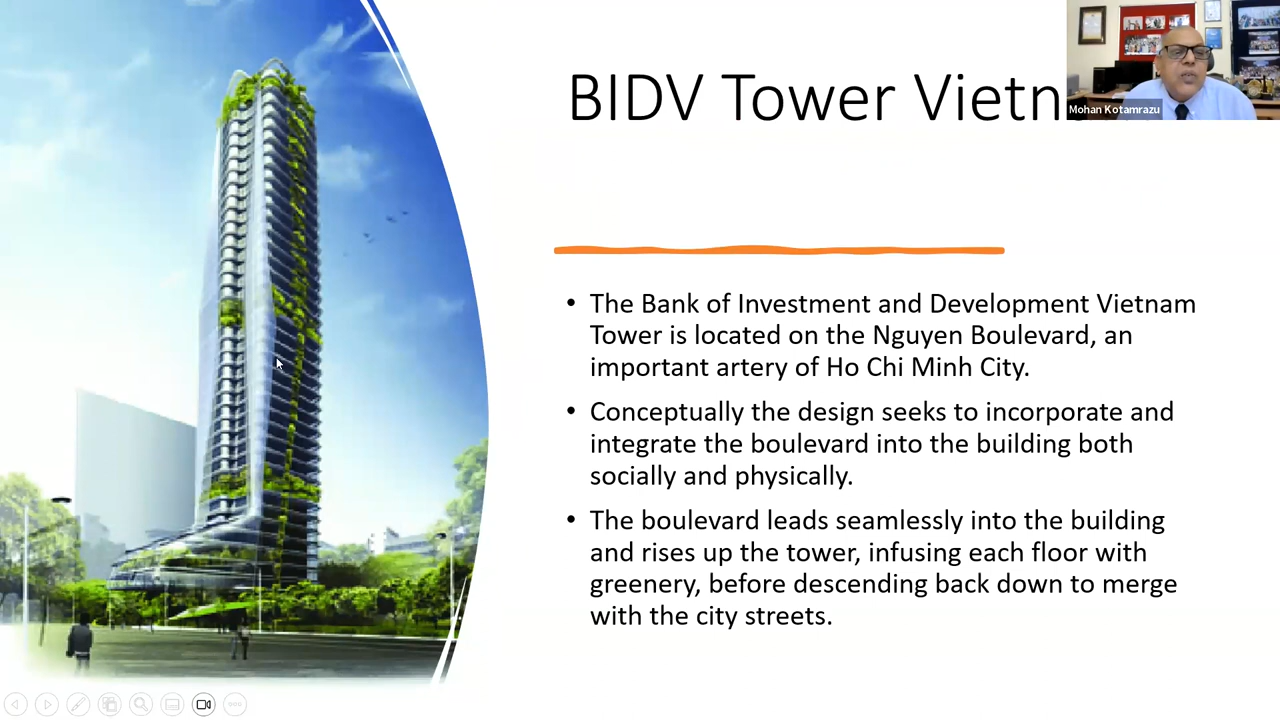 BIDV Tower Vietn
Mohan Kotamrazu
• The Bank of Investment and Development Vietnam
Tower is located on the Nguyen Boulevard, an
important artery of Ho Chi Minh City.
• Conceptually the design seeks to incorporate and
integrate the boulevard into the building both
socially and physically.
• The boulevard leads seamlessly into the building
and rises up the tower, infusing each floor with
greenery, before descending back down to merge
with the city streets.